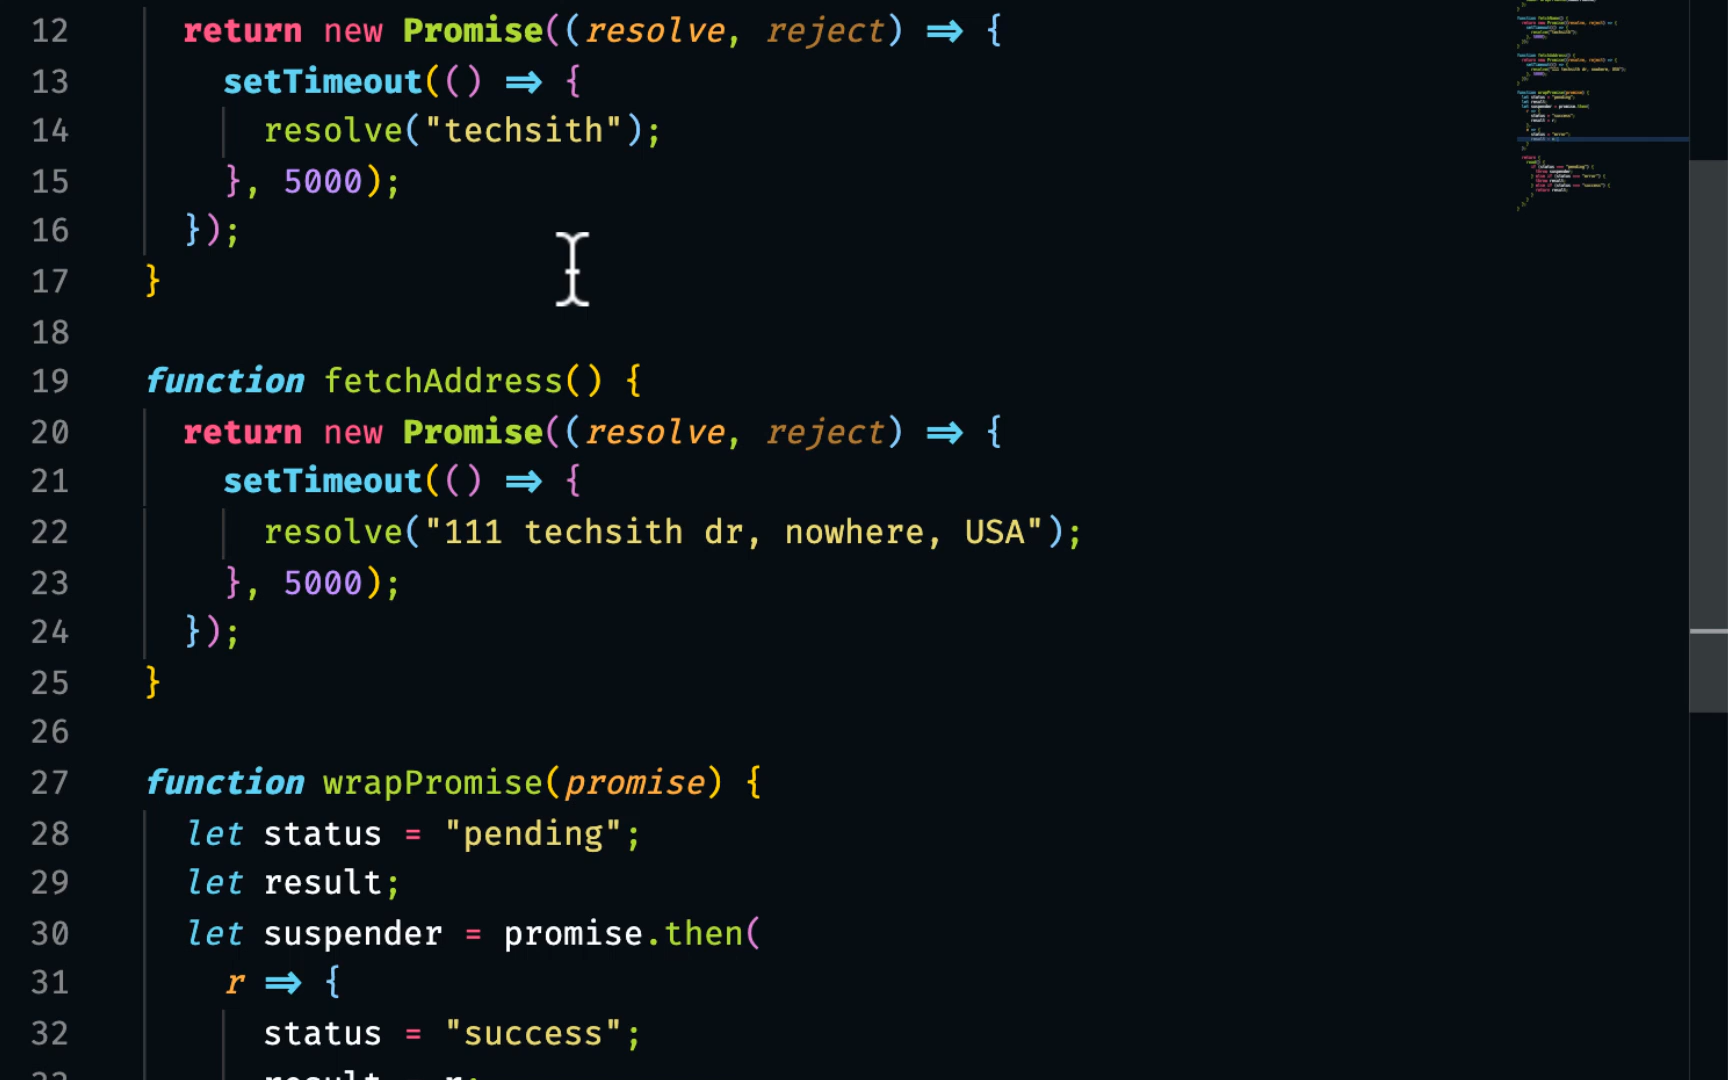 12 return new Promise((resolve, reject) => {
13 setTimeout(() => {
14 resolve("techsith");
15 }, 5000);
16 });
17 }
18
19 function fetchAddress() {
20 return new Promise((resolve, reject) => {
21 setTimeout(() => {
22 resolve("111 techsith dr, nowhere, USA");
23 }, 5000);
24 });
25 }
26
27 function wrapPromise(promise) {
28 let status = "pending";
29 let result;
30 let suspender = promise.then(
31 r => {
32 status = "success";
33 result = r;